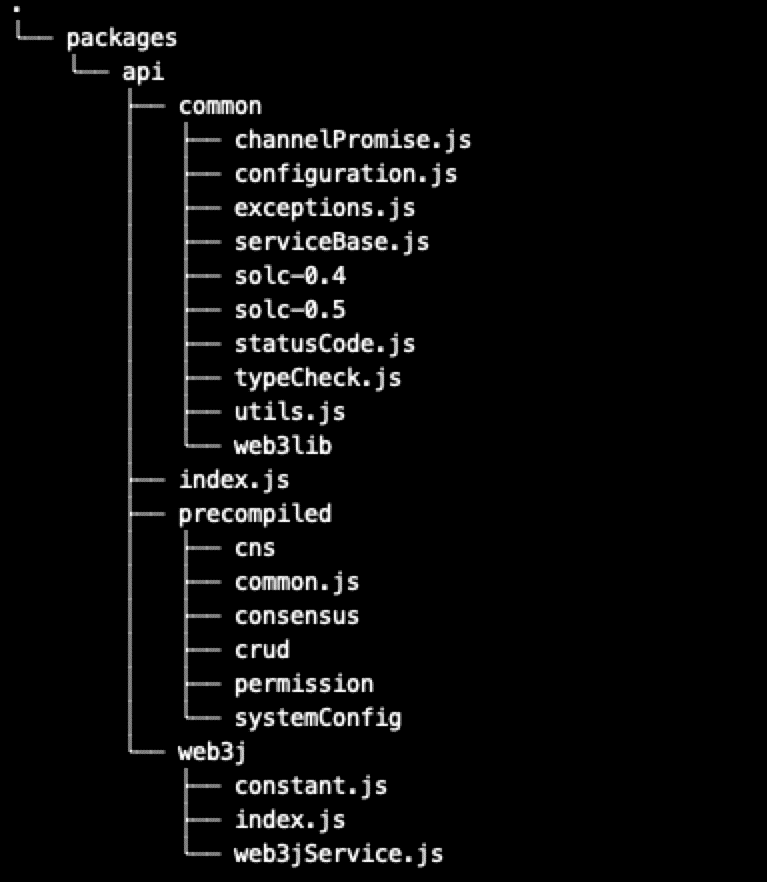 .
└── packages
    └── api
        ├── common
        │   ├── channelPromise.js
        │   ├── configuration.js
        │   ├── exceptions.js
        │   ├── serviceBase.js
        │   ├── solc-0.4
        │   ├── solc-0.5
        │   ├── statusCode.js
        │   ├── typeCheck.js
        │   ├── utils.js
        │   └── web3lib
        ├── index.js
        ├── precompiled
        │   ├── cns
        │   ├── common.js
        │   ├── consensus
        │   ├── crud
        │   ├── permission
        │   └── systemConfig
        └── web3j
            ├── constant.js
            ├── index.js
            └── web3jService.js